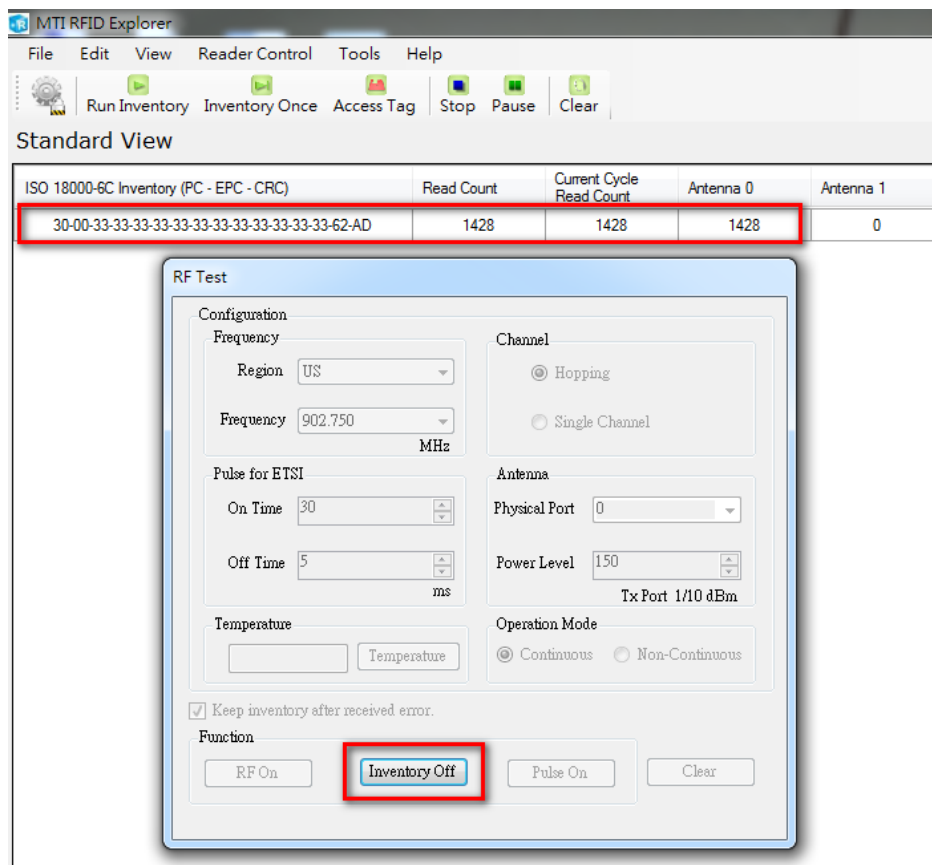 MTI RFID Explorer
File Edit View Reader Control Tools Help
Run Inventory Inventory Once Access Tag Stop Pause Clear
Standard View
ISO 18000-6C Inventory (PC - EPC - CRC) Read Count Current Cycle Read Count Antenna 0 Antenna 1
30-00-33-33-33-33-33-33-33-33-33-33-33-33-62-AD 1428 1428 1428 0
RF Test
Configuration
Frequency
Region US
Frequency 902.750
MHz
Channel
Hopping
Single Channel
Pulse for ETSI
On Time 30
Off Time 5
ms
Antenna
Physical Port 0
Power Level 150
Tx Port 1/10 dBm
Temperature
Temperature
Operation Mode
Continuous Non-Continuous
Keep inventory after received error.
Function
RF On Inventory Off Pulse On Clear